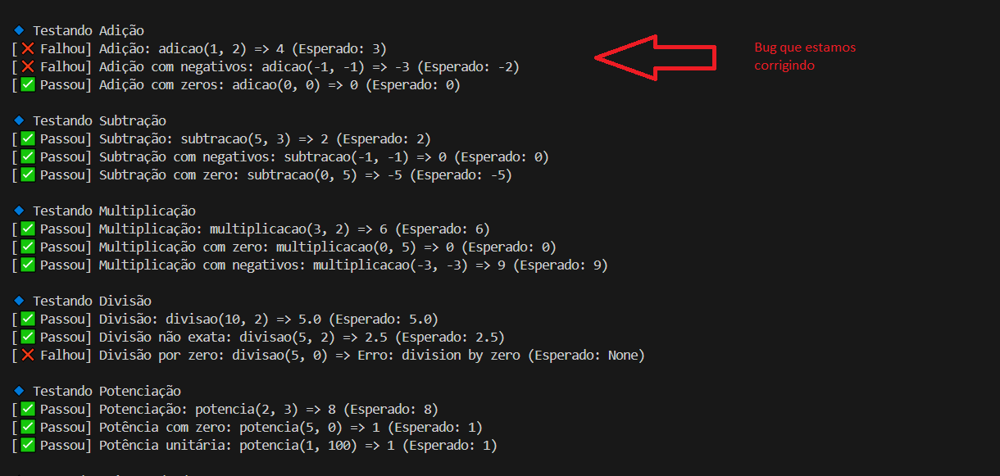 🔹 Testando Adição
[❌ Falhou] Adição: adicao(1, 2) => 4 (Esperado: 3)
[❌ Falhou] Adição com negativos: adicao(-1, -1) => -3 (Esperado: -2)
[✅ Passou] Adição com zeros: adicao(0, 0) => 0 (Esperado: 0)
Bug que estamos
corrigindo
🔹 Testando Subtração
[✅ Passou] Subtração: subtracao(5, 3) => 2 (Esperado: 2)
[✅ Passou] Subtração com negativos: subtracao(-1, -1) => 0 (Esperado: 0)
[✅ Passou] Subtração com zero: subtracao(0, 5) => -5 (Esperado: -5)
🔹 Testando Multiplicação
[✅ Passou] Multiplicação: multiplicacao(3, 2) => 6 (Esperado: 6)
[✅ Passou] Multiplicação com zero: multiplicacao(0, 5) => 0 (Esperado: 0)
[✅ Passou] Multiplicação com negativos: multiplicacao(-3, -3) => 9 (Esperado: 9)
🔹 Testando Divisão
[✅ Passou] Divisão: divisao(10, 2) => 5.0 (Esperado: 5.0)
[✅ Passou] Divisão não exata: divisao(5, 2) => 2.5 (Esperado: 2.5)
[❌ Falhou] Divisão por zero: divisao(5, 0) => Erro: division by zero (Esperado: None)
🔹 Testando Potenciação
[✅ Passou] Potenciação: potencia(2, 3) => 8 (Esperado: 8)
[✅ Passou] Potência com zero: potencia(5, 0) => 1 (Esperado: 1)
[✅ Passou] Potência unitária: potencia(1, 100) => 1 (Esperado: 1)